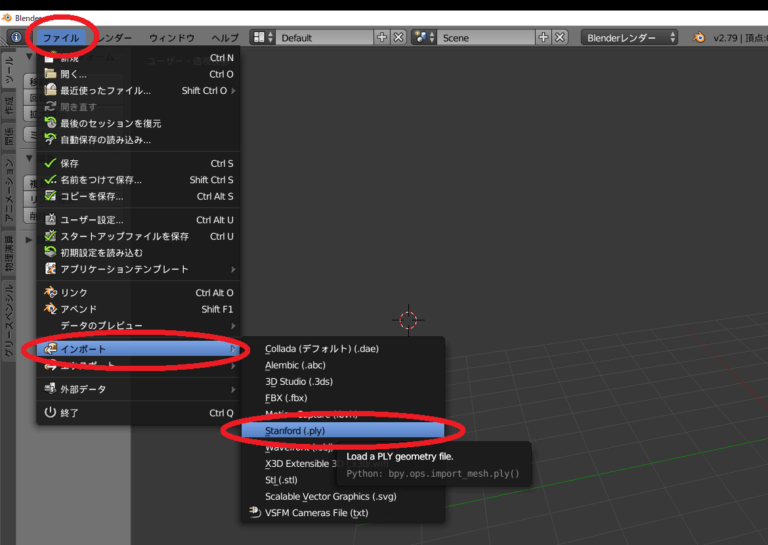 Blender
ファイル レンダー ウィンドウ ヘルプ Default Scene Blenderレンダー v2.79 | 頂点:
新規 Ctrl N
開く... Ctrl O
最近使ったファイル... Shift Ctrl O
開き直す
最後のセッションを復元
自動保存の読み込み...
保存 Ctrl S
名前をつけて保存... Shift Ctrl S
コピーを保存... Ctrl Alt S
ユーザー設定... Ctrl Alt U
スタートアップファイルを保存 Ctrl U
初期設定を読み込む
アプリケーションテンプレート
リンク Ctrl Alt O
アペンド Shift F1
データのプレビュー
インポート
エクスポート
外部データ
終了 Ctrl Q
ツール
作成
関係
アニメーション
物理演算
グリースペンシル
Collada (デフォルト) (.dae)
Alembic (.abc)
3D Studio (.3ds)
FBX (.fbx)
Motion Capture (.bvh)
Stanford (.ply)
Wavefront (.obj)
X3D Extensible 3D
Stl (.stl)
Scalable Vector Graphics (.svg)
VSFM Cameras File (txt)
Load a PLY geometry file.
Python: bpy.ops.import_mesh.ply()